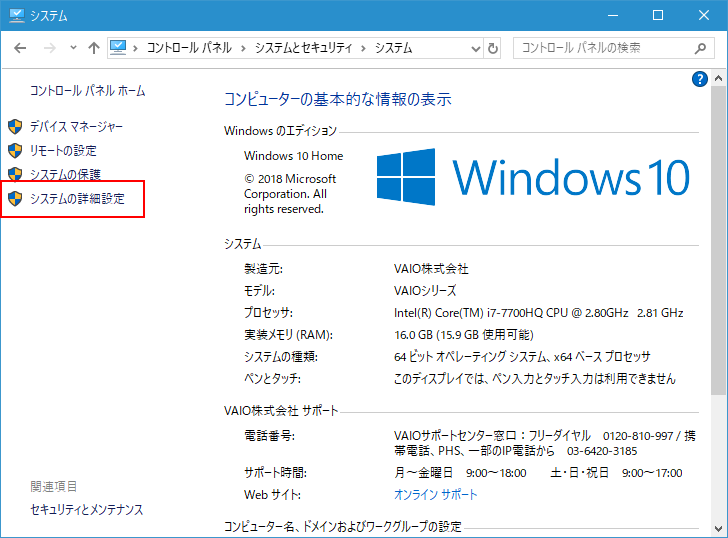 システム
コントロール パネル システムとセキュリティ システム コントロール パネルの検索
コントロール パネル ホーム
デバイス マネージャー
リモートの設定
システムの保護
システムの詳細設定
関連項目
セキュリティとメンテナンス
?
コンピューターの基本的な情報の表示
Windows のエディション
Windows 10 Home
© 2018 Microsoft
Corporation. All
rights reserved.
Windows 10
システム
製造元: VAIO株式会社
モデル: VAIOシリーズ
プロセッサ: Intel(R) Core(TM) i7-7700HQ CPU @ 2.80GHz 2.81 GHz
実装メモリ (RAM): 16.0 GB (15.9 GB 使用可能)
システムの種類: 64 ビット オペレーティング システム、x64 ベース プロセッサ
ペンとタッチ: このディスプレイでは、ペン入力とタッチ入力は利用できません
VAIO株式会社 サポート
電話番号: VAIOサポートセンター窓口：フリーダイヤル 0120-810-997 / 携
帯電話、PHS、一部のIP電話から 03-6420-3185
サポート時間: 月～金曜日 9:00～18:00 土・日・祝日 9:00～17:00
Web サイト: オンライン サポート
コンピューター名、ドメインおよびワークグループの設定